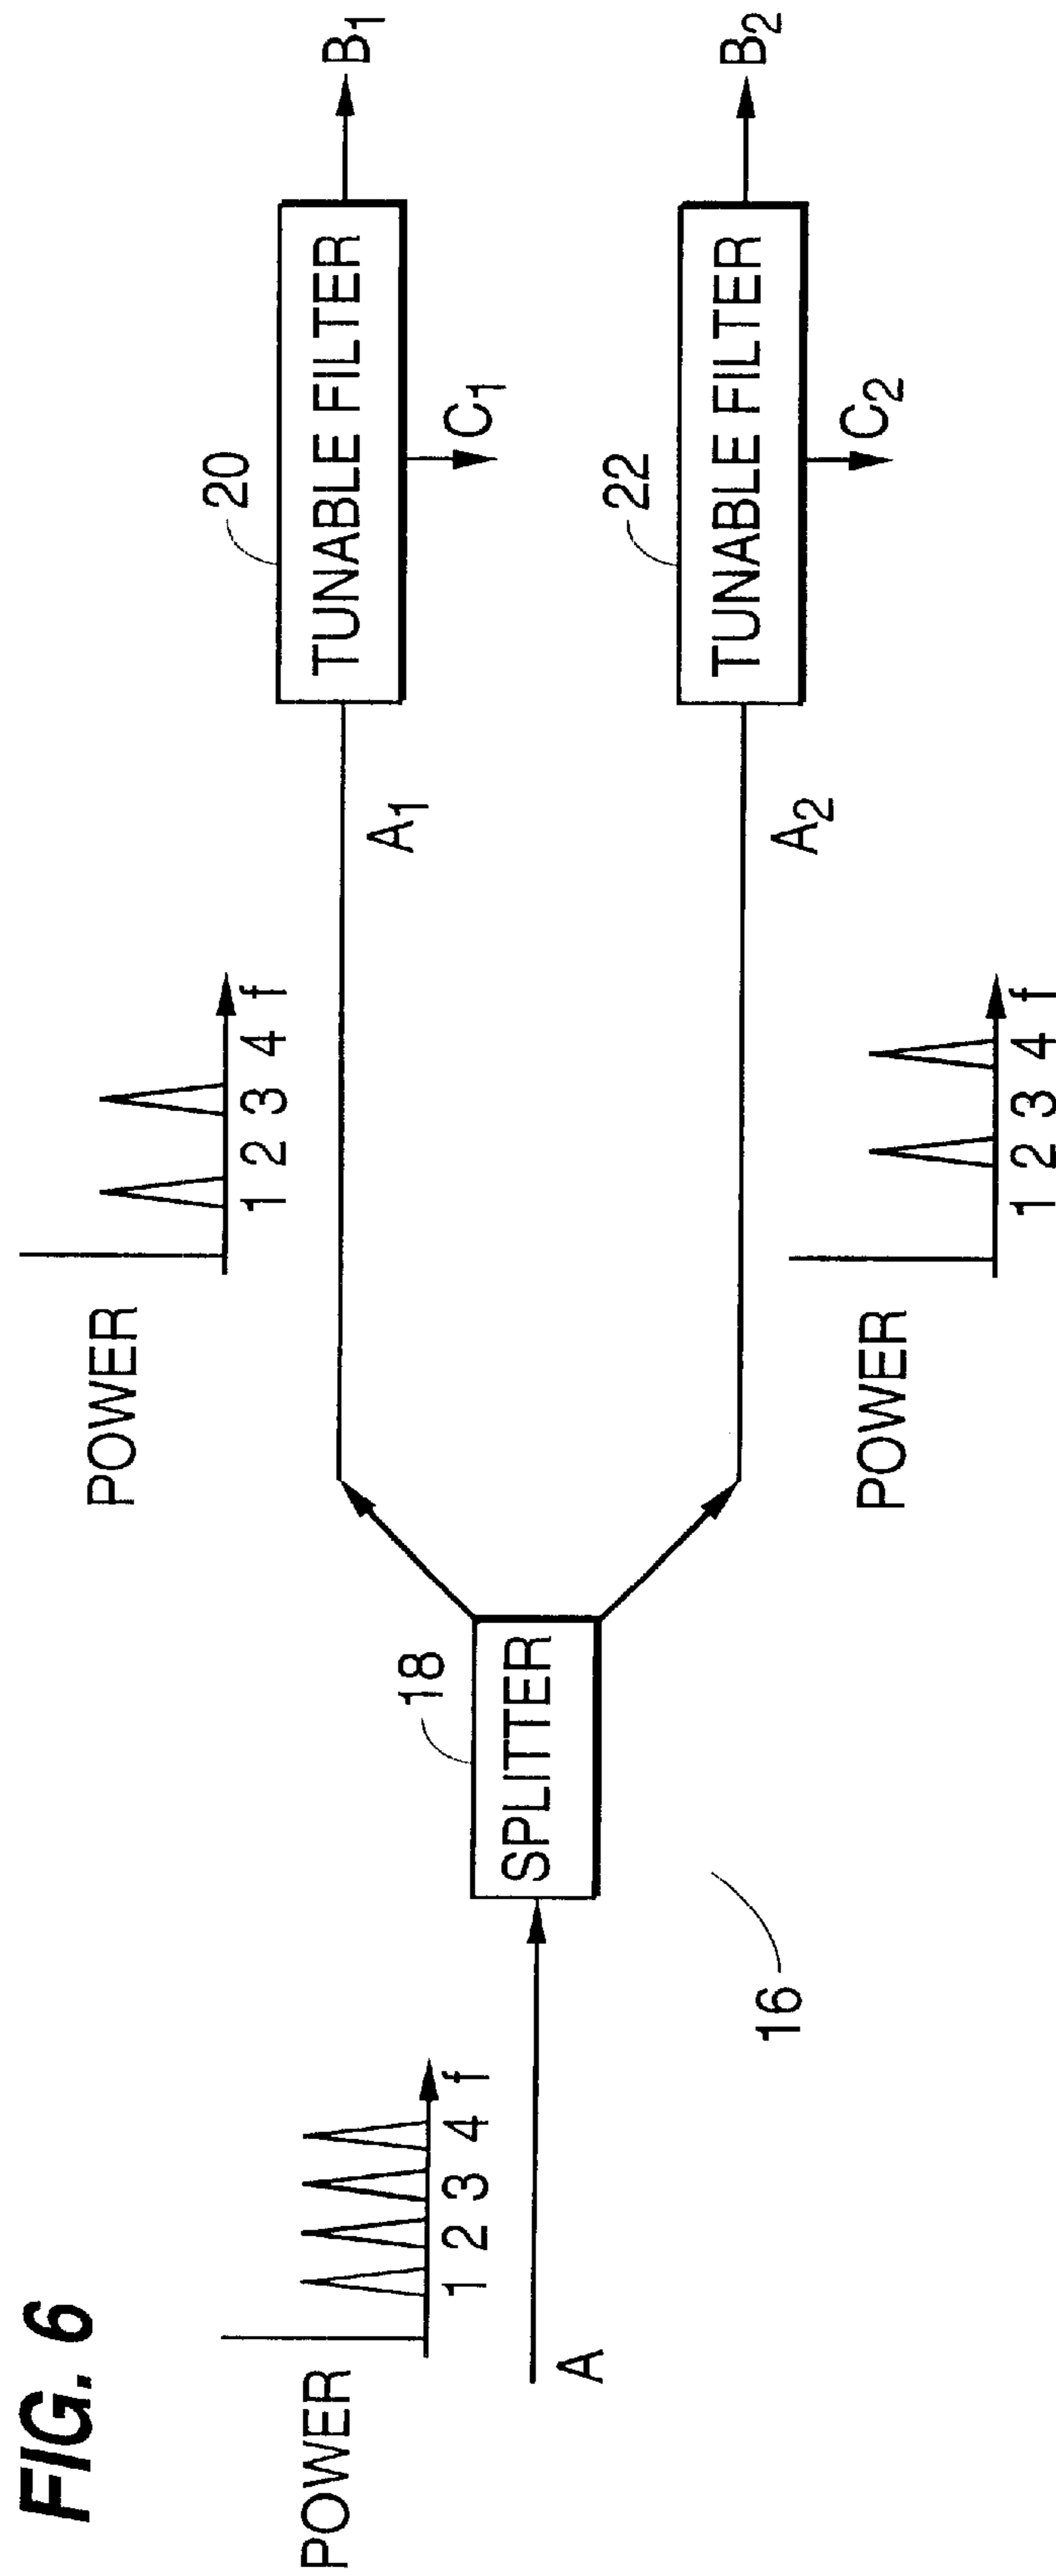 FIG. 6
POWER
1 2 3 4 f
A
16
18
SPLITTER
POWER
1 2 3 4 f
A1
20
TUNABLE FILTER
B1
C1
POWER
1 2 3 4 f
A2
22
TUNABLE FILTER
B2
C2